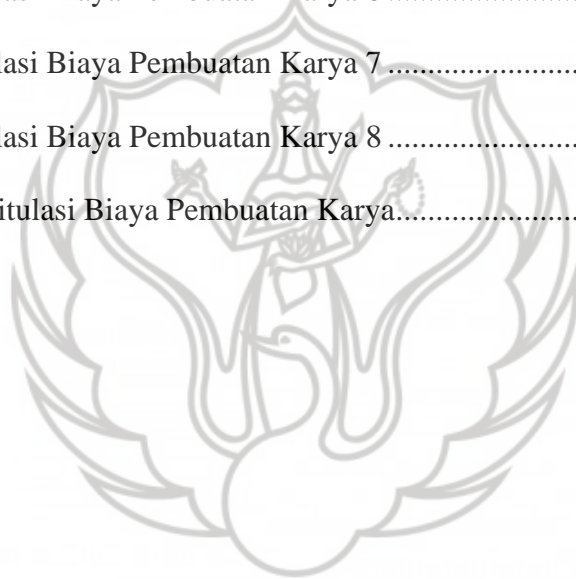 lasi Biaya Pembuatan Karya 7 .......................
lasi Biaya Pembuatan Karya 8 .......................
itulasi Biaya Pembuatan Karya......................